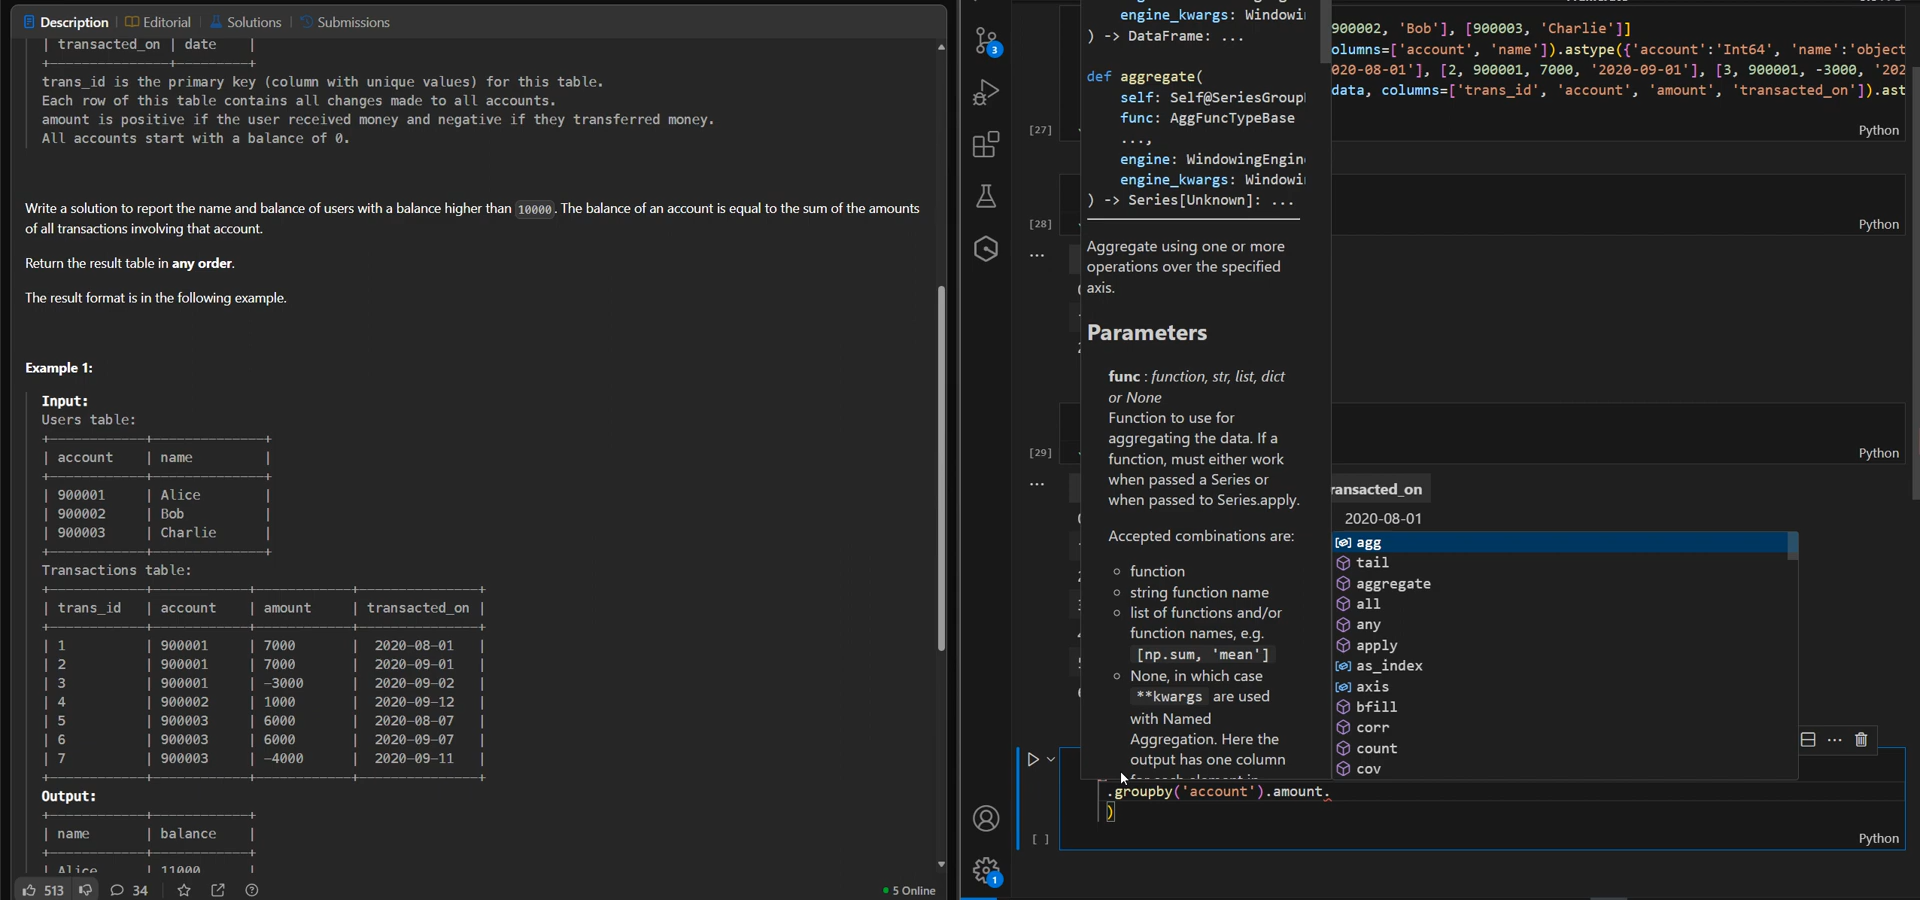 Description
Editorial
Solutions
Submissions
| transacted_on | date |
+---------------+---------+
trans_id is the primary key (column with unique values) for this table.
Each row of this table contains all changes made to all accounts.
amount is positive if the user received money and negative if they transferred money.
All accounts start with a balance of 0.
Write a solution to report the name and balance of users with a balance higher than 10000. The balance of an account is equal to the sum of the amounts
of all transactions involving that account.
Return the result table in any order.
The result format is in the following example.
Example 1:
Input:
Users table:
+------------+--------------+
| account | name |
+------------+--------------+
| 900001 | Alice |
| 900002 | Bob |
| 900003 | Charlie |
+------------+--------------+
Transactions table:
+------------+------------+------------+---------------+
| trans_id | account | amount | transacted_on |
+------------+------------+------------+---------------+
| 1 | 900001 | 7000 | 2020-08-01 |
| 2 | 900001 | 7000 | 2020-09-01 |
| 3 | 900001 | -3000 | 2020-09-02 |
| 4 | 900002 | 1000 | 2020-09-12 |
| 5 | 900003 | 6000 | 2020-08-07 |
| 6 | 900003 | 6000 | 2020-09-07 |
| 7 | 900003 | -4000 | 2020-09-11 |
+------------+------------+------------+---------------+
Output:
+------------+------------+
| name | balance |
+------------+------------+
| Alice | 11000 |
513
34
5 Online
3
1
engine_kwargs: Windowi
) -> DataFrame: ...
def aggregate(
self: Self@SeriesGroup
func: AggFuncTypeBase
...,
engine: WindowingEngin
engine_kwargs: Windowi
) -> Series[Unknown]: ...
Aggregate using one or more
operations over the specified
axis.
Parameters
func : function, str, list, dict
or None
Function to use for
aggregating the data. If a
function, must either work
when passed a Series or
when passed to Series.apply.
Accepted combinations are:
function
string function name
list of functions and/or
function names, e.g.
[np.sum, 'mean']
None, in which case
**kwargs are used
with Named
Aggregation. Here the
output has one column
for each element in
900002, 'Bob'], [900003, 'Charlie']]
olumns=['account', 'name']).astype({'account':'Int64', 'name':'object
020-08-01'], [2, 900001, 7000, '2020-09-01'], [3, 900001, -3000, '202
data, columns=['trans_id', 'account', 'amount', 'transacted_on']).ast
[27]
Python
[28]
Python
...
[29]
Python
...
ransacted_on
2020-08-01
agg
tail
aggregate
all
any
apply
as_index
axis
bfill
corr
count
cov
.groupby('account').amount.
)
[ ]
Python